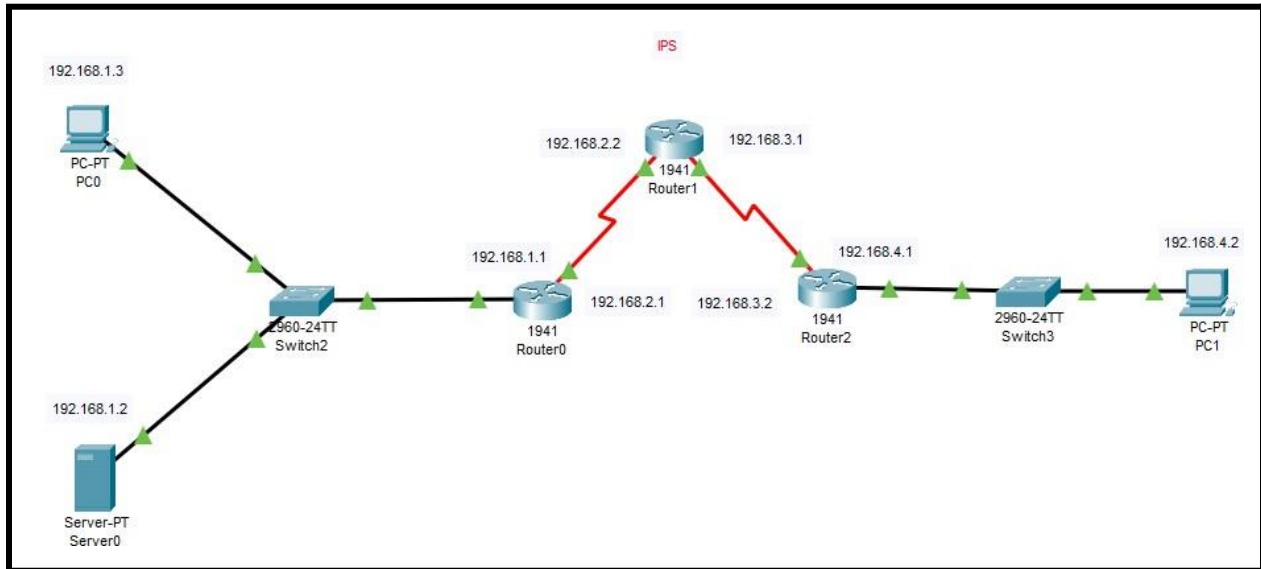 IPS
192.168.1.3
PC-PT
PC0
192.168.2.2
192.168.3.1
1941
Router1
192.168.1.1
192.168.2.1
1941
Router0
2960-24TT
Switch2
192.168.4.1
192.168.3.2
1941
Router2
2960-24TT
Switch3
192.168.4.2
PC-PT
PC1
192.168.1.2
Server-PT
Server0